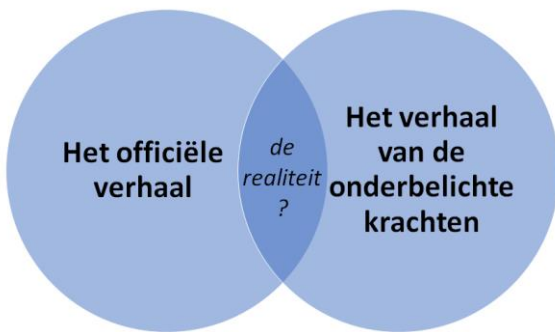 Het officiële
verhaal
de
realiteit
?
Het verhaal
van de
onderbelichte
krachten